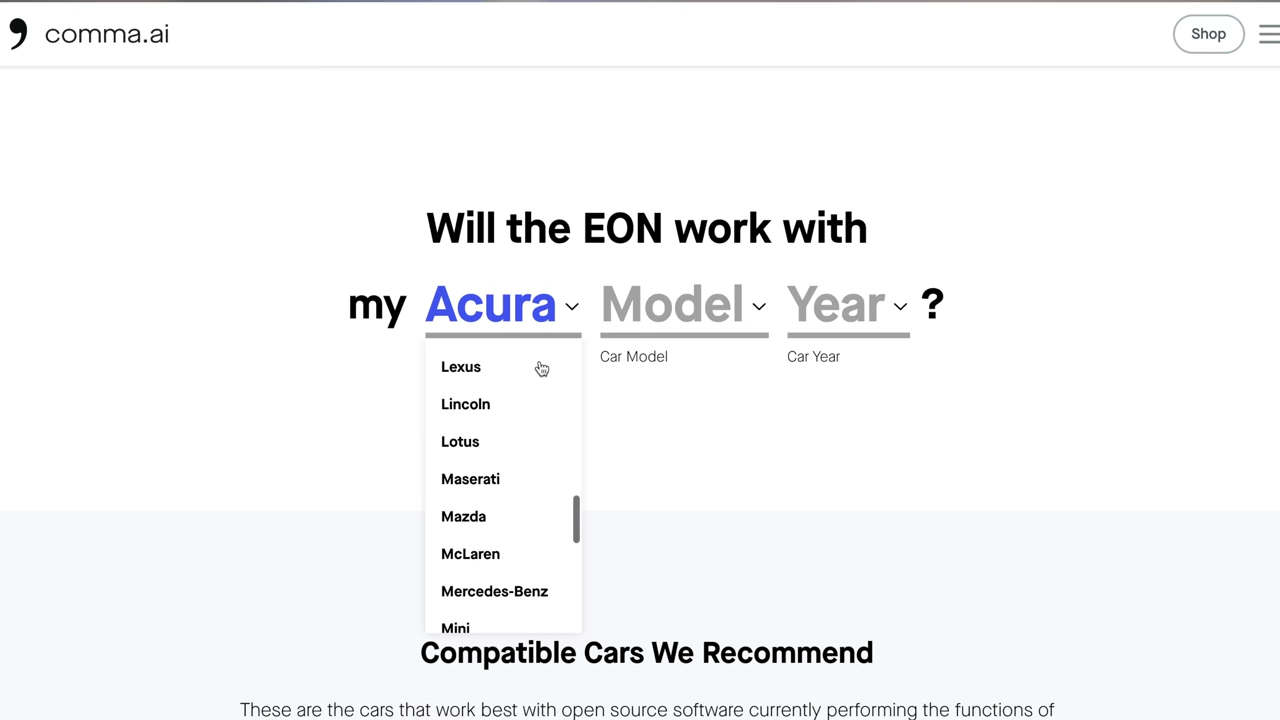 comma.ai
Shop
Will the EON work with
my Acura Model Year ?
Car Model
Car Year
Lexus
Lincoln
Lotus
Maserati
Mazda
McLaren
Mercedes-Benz
Mini
Compatible Cars We Recommend
These are the cars that work best with open source software currently performing the functions of